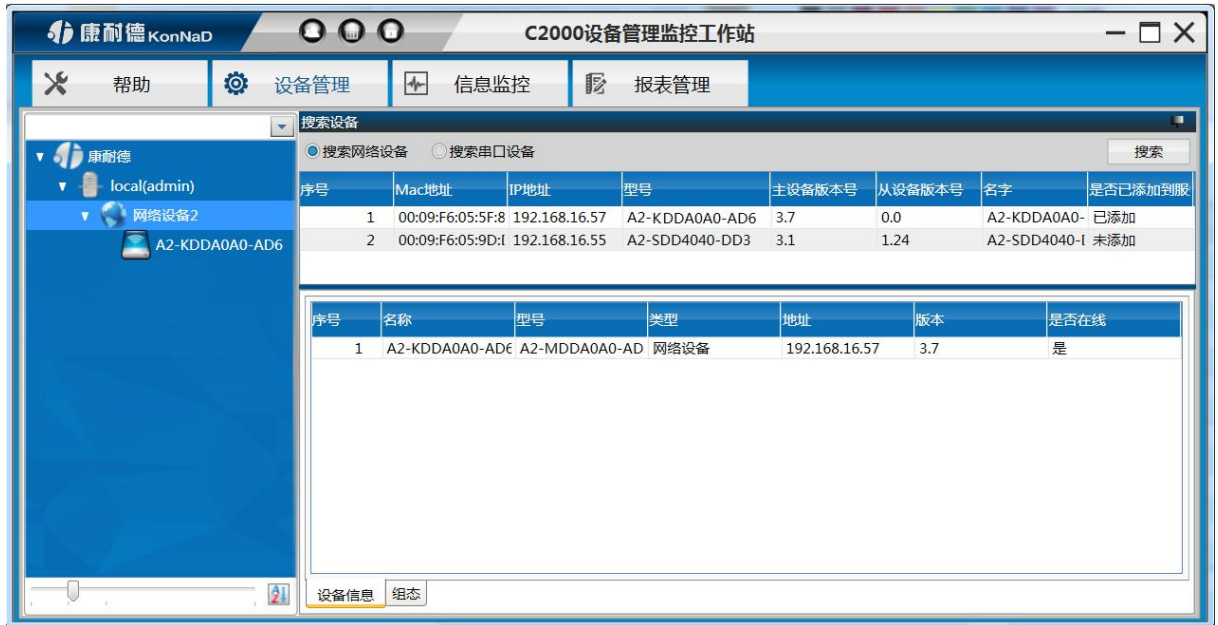 康耐德 KonNaD C2000设备管理监控工作站
帮助 设备管理 信息监控 报表管理
搜索设备
搜索网络设备 搜索串口设备 搜索
康耐德
local(admin)
网络设备2
A2-KDDA0A0-AD6
序号 Mac地址 IP地址 型号 主设备版本号 从设备版本号 名字 是否已添加到服
1 00:09:F6:05:5F:8 192.168.16.57 A2-KDDA0A0-AD6 3.7 0.0 A2-KDDA0A0- 已添加
2 00:09:F6:05:9D: 192.168.16.55 A2-SDD4040-DD3 3.1 1.24 A2-SDD4040- 未添加
序号 名称 型号 类型 地址 版本 是否在线
1 A2-KDDA0A0-AD6 A2-MDDA0A0-AD 网络设备 192.168.16.57 3.7 是
设备信息 组态